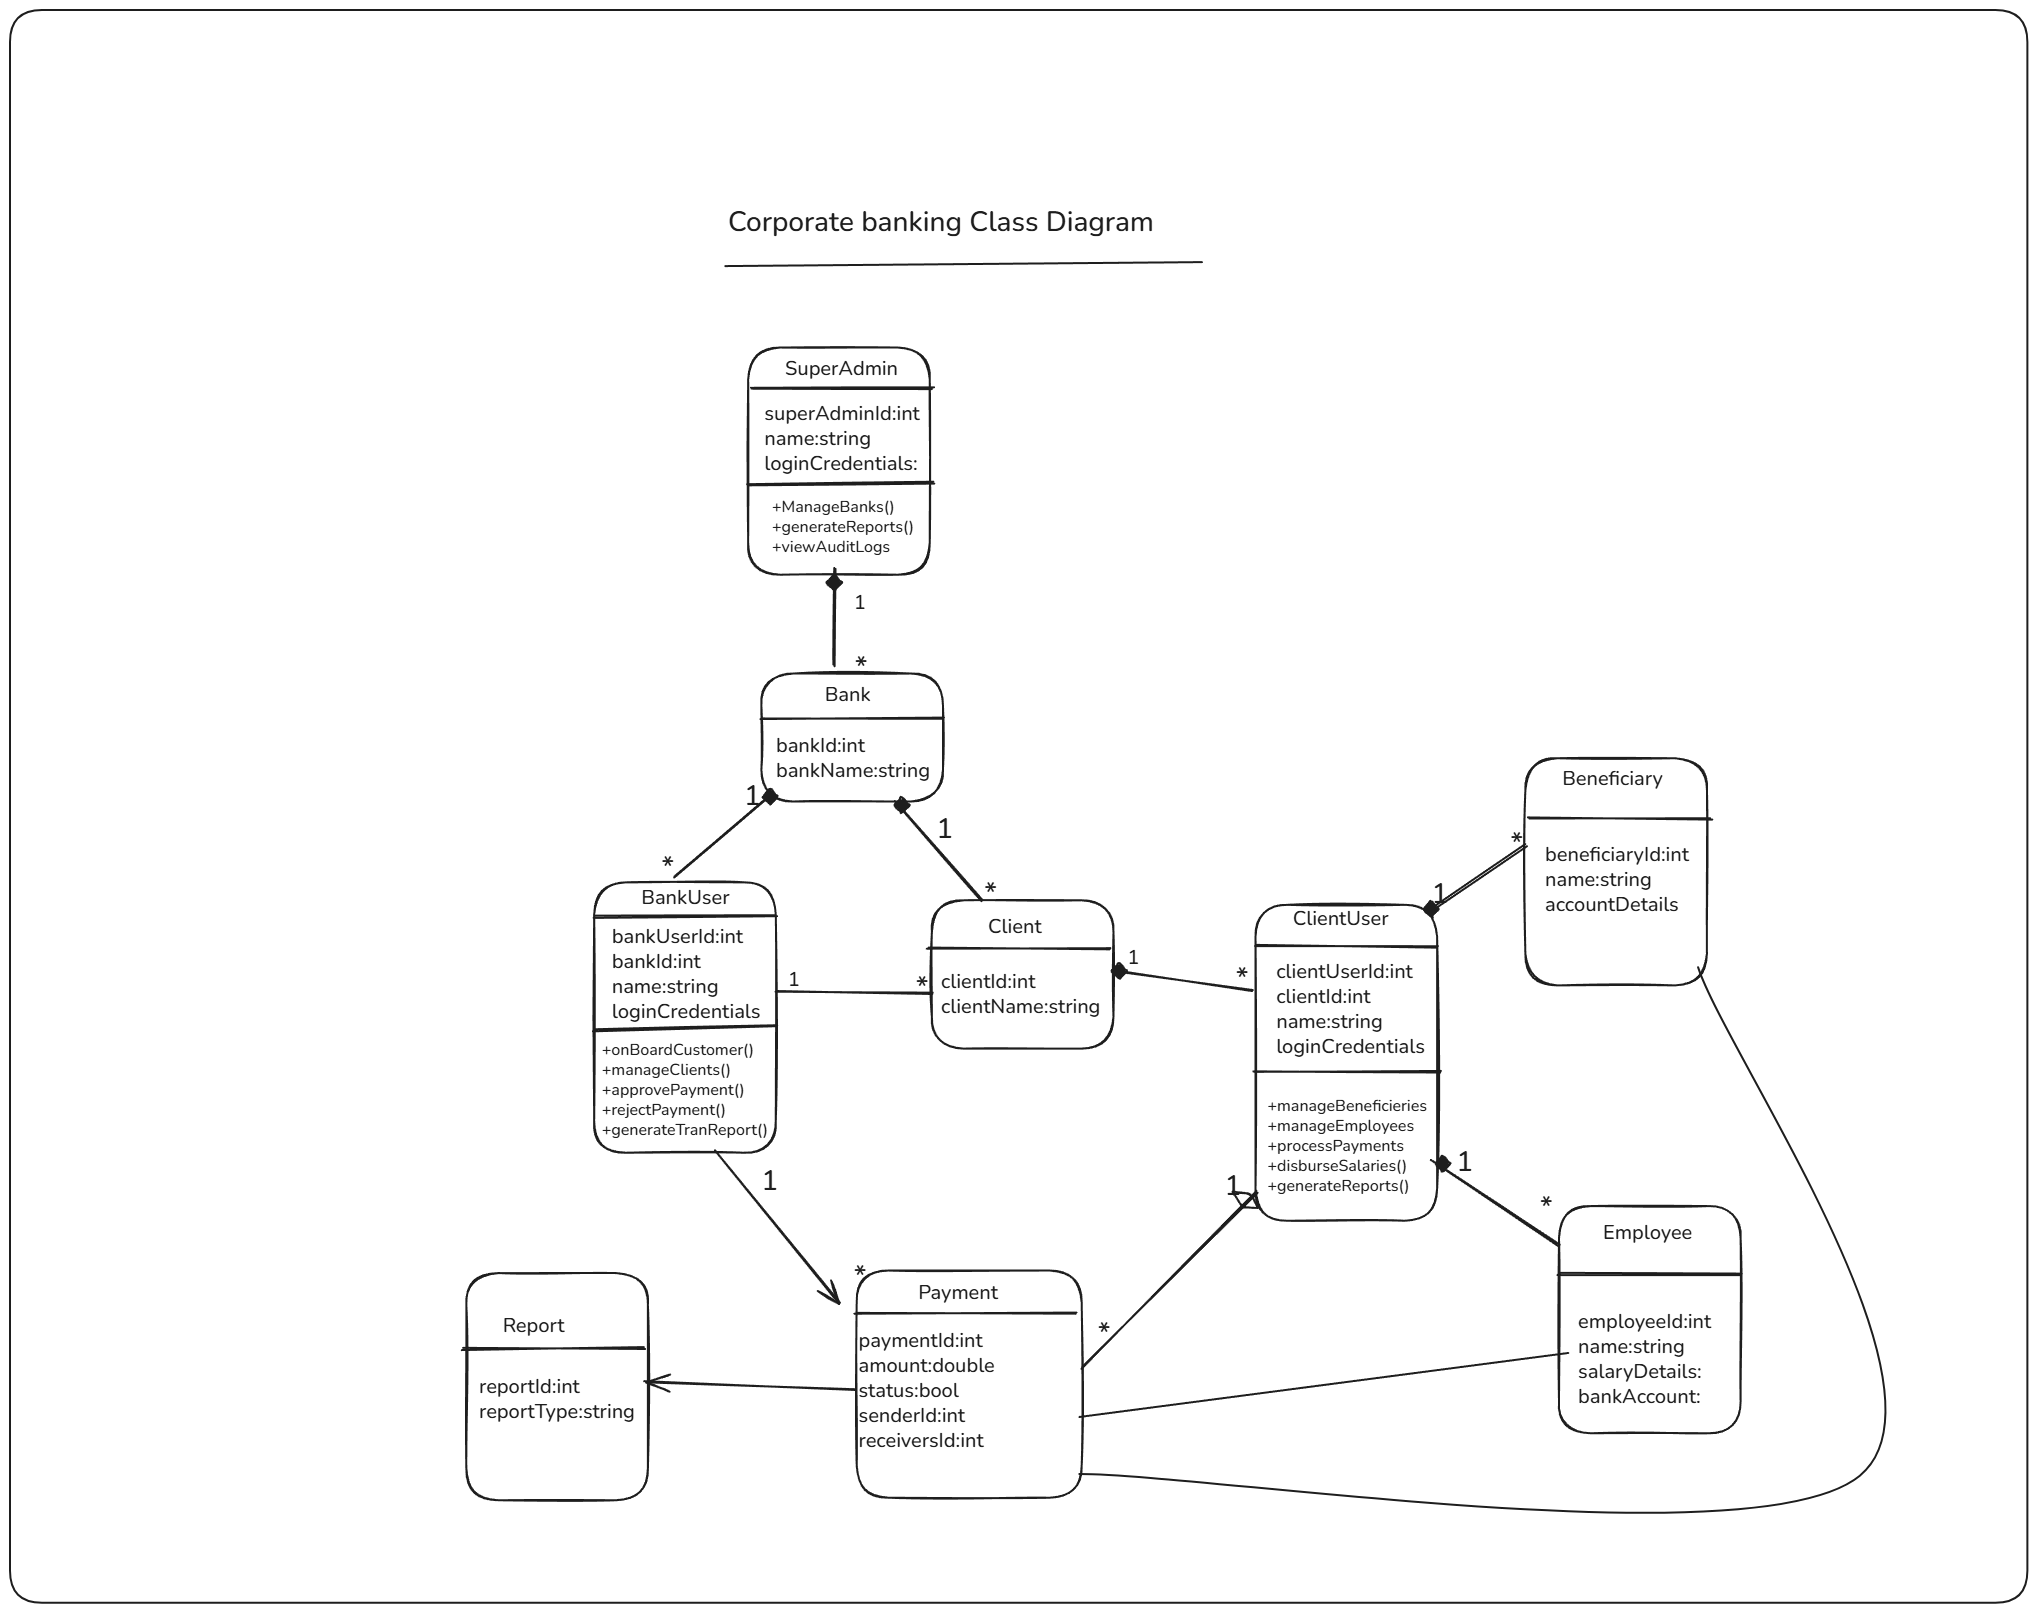 Corporate banking Class Diagram
SuperAdmin
superAdminId:int
name:string
loginCredentials:
+ManageBanks()
+generateReports()
+viewAuditLogs
1
*
Bank
bankId:int
bankName:string
1
*
1
*
BankUser
bankUserId:int
bankId:int
name:string
loginCredentials
+onBoardCustomer()
+manageClients()
+approvePayment()
+rejectPayment()
+generateTranReport()
1
*
Client
clientId:int
clientName:string
1
*
ClientUser
clientUserId:int
clientId:int
name:string
loginCredentials
+manageBeneficieries
+manageEmployees
+processPayments
+disburseSalaries()
+generateReports()
1
*
Beneficiary
beneficiaryId:int
name:string
accountDetails
1
*
Employee
employeeId:int
name:string
salaryDetails:
bankAccount:
1
*
1
*
Payment
paymentId:int
amount:double
status:bool
senderId:int
receiversId:int
Report
reportId:int
reportType:string